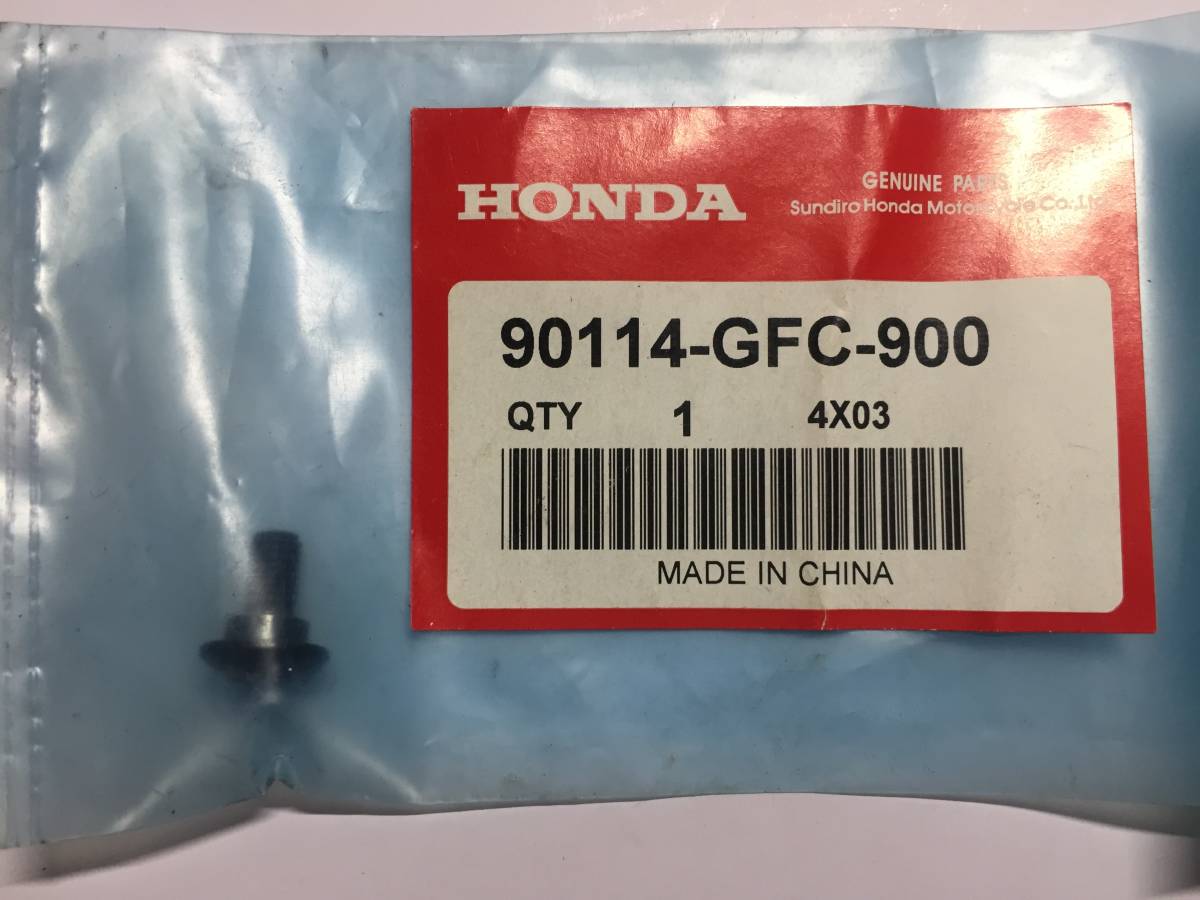 HONDA
GENUINE PARTS
Sundiro Honda Motorcycle Co.,Ltd
90114-GFC-900
QTY 1 4X03
MADE IN CHINA